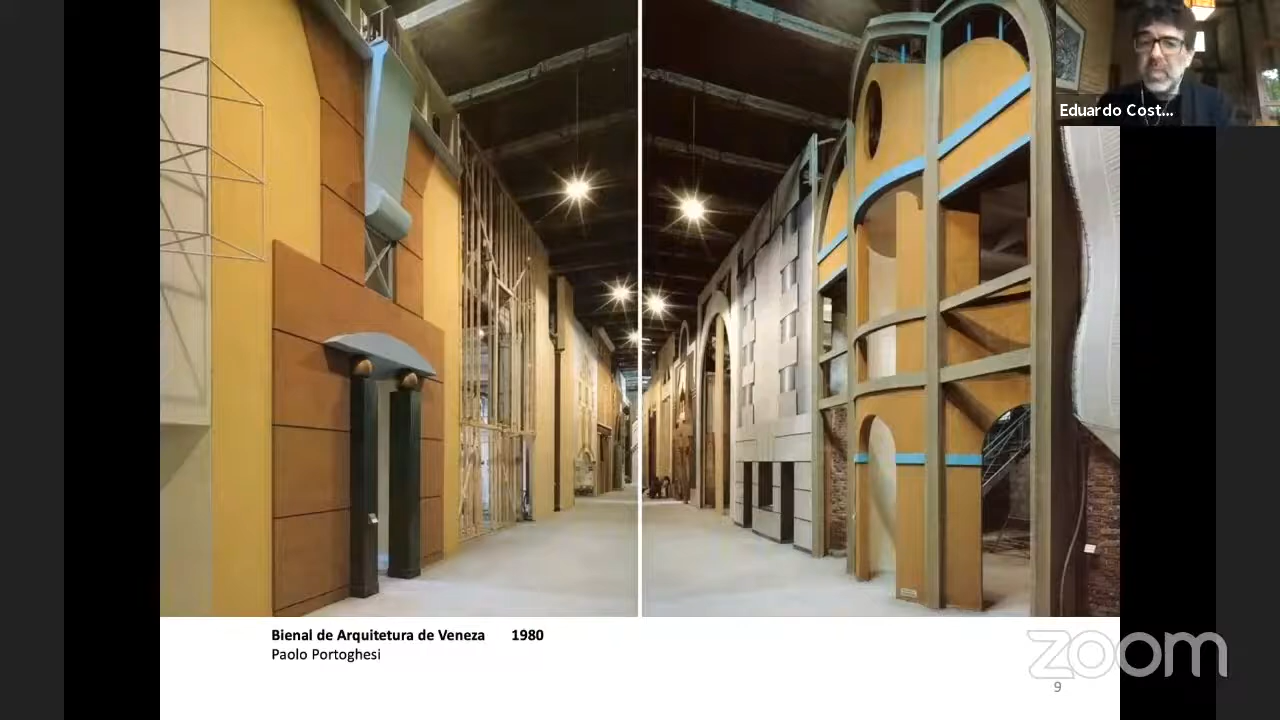 Eduardo Cost...
Bienal de Arquitetura de Veneza 1980
Paolo Portoghesi
zoom
9